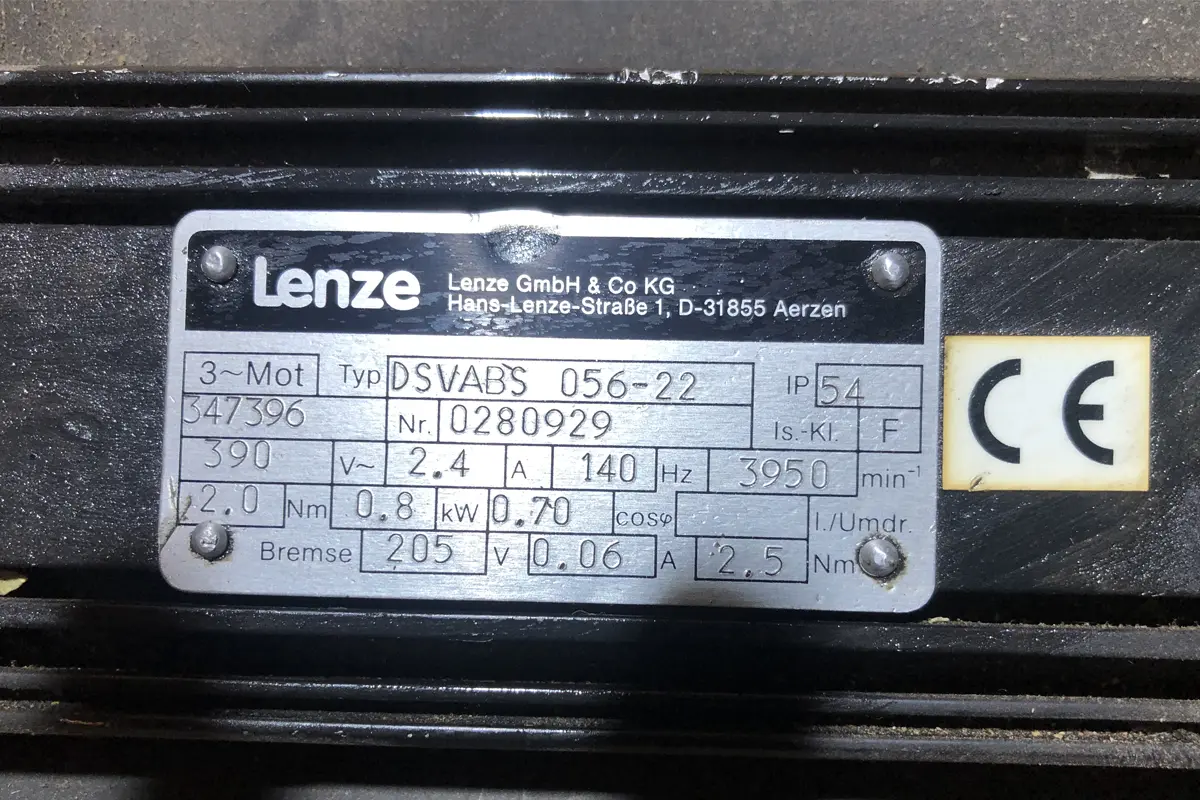 Lenze
Lenze GmbH & Co KG
Hans-Lenze-Straße 1, D-31855 Aerzen
3~Mot Typ DSVABS 056-22 IP 54
347396 Nr. 0280929 Is.-Kl. F
390 V~ 2.4 A 140 Hz 3950 min⁻¹
2.0 Nm 0.8 kW 0.70 cosφ I./Umdr.
Bremse 205 V 0.06 A 2.5 Nm
CE